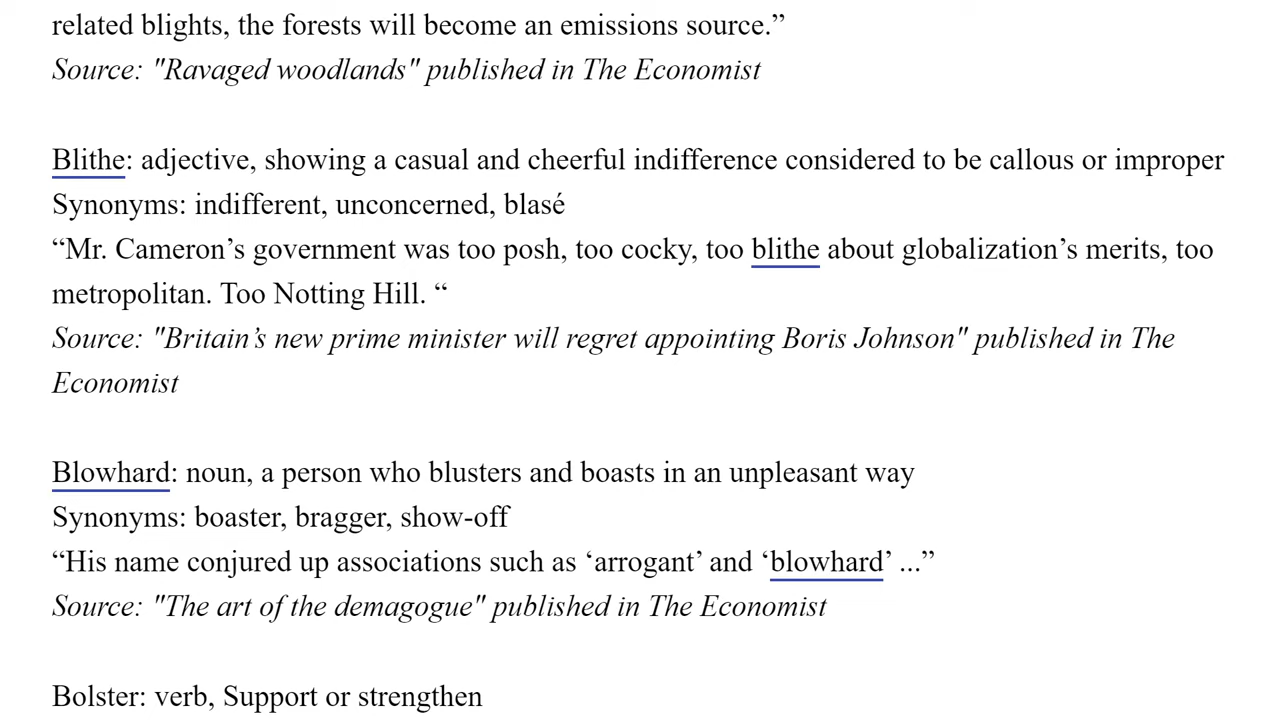 related blights, the forests will become an emissions source.”
Source: "Ravaged woodlands" published in The Economist
Blithe: adjective, showing a casual and cheerful indifference considered to be callous or improper
Synonyms: indifferent, unconcerned, blasé
“Mr. Cameron’s government was too posh, too cocky, too blithe about globalization’s merits, too
metropolitan. Too Notting Hill. “
Source: "Britain’s new prime minister will regret appointing Boris Johnson" published in The
Economist
Blowhard: noun, a person who blusters and boasts in an unpleasant way
Synonyms: boaster, bragger, show-off
“His name conjured up associations such as ‘arrogant’ and ‘blowhard’ ...”
Source: "The art of the demagogue" published in The Economist
Bolster: verb, Support or strengthen